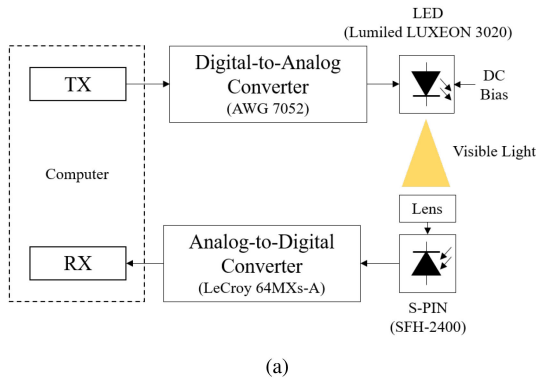 LED
(Lumiled LUXEON 3020)
TX
Digital-to-Analog
Converter
(AWG 7052)
DC
Bias
Visible Light
Computer
Lens
RX
Analog-to-Digital
Converter
(LeCroy 64MXs-A)
S-PIN
(SFH-2400)
(a)